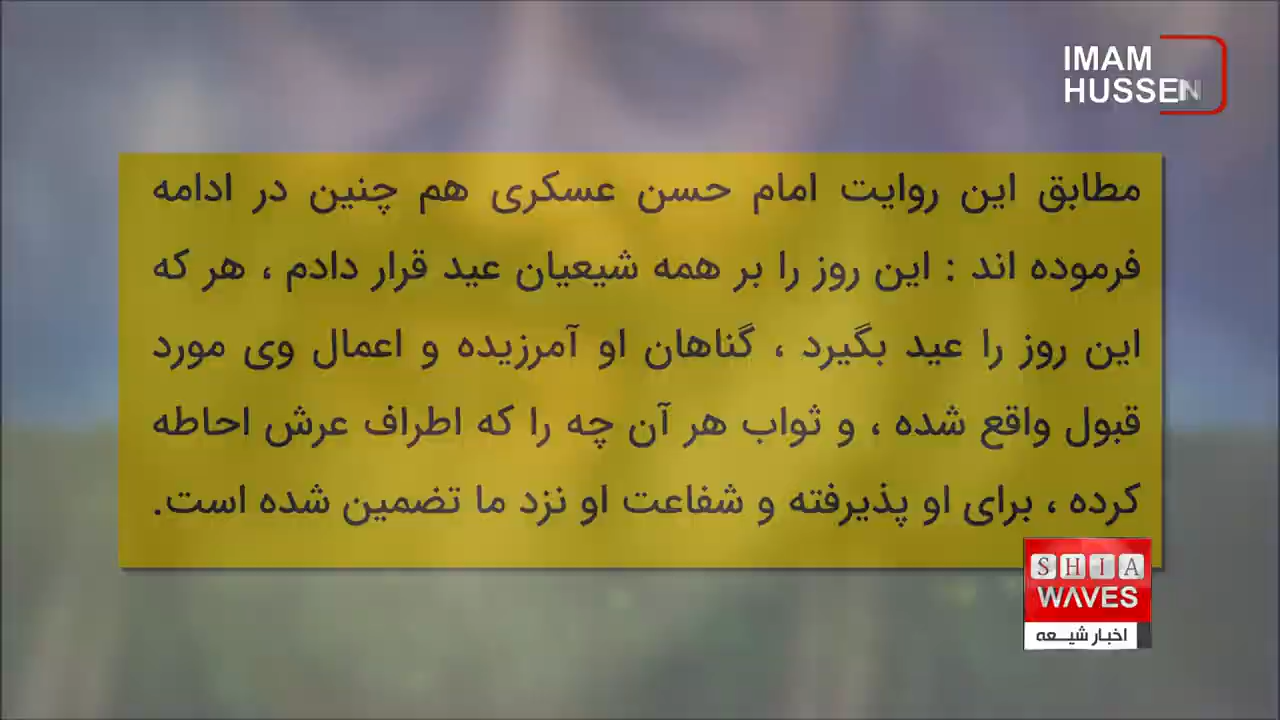 IMAM
HUSSEN
مطابق این روایت امام حسن عسکری هم چنین در ادامه
فرموده اند : این روز را بر همه شیعیان عید قرار دادم ، هر که
این روز را عید بگیرد ، گناهان او آمرزیده و اعمال وی مورد
قبول واقع شده ، و ثواب هر آن چه را که اطراف عرش احاطه
کرده ، برای او پذیرفته و شفاعت او نزد ما تضمین شده است.
SHIA
WAVES
اخبار شیعه